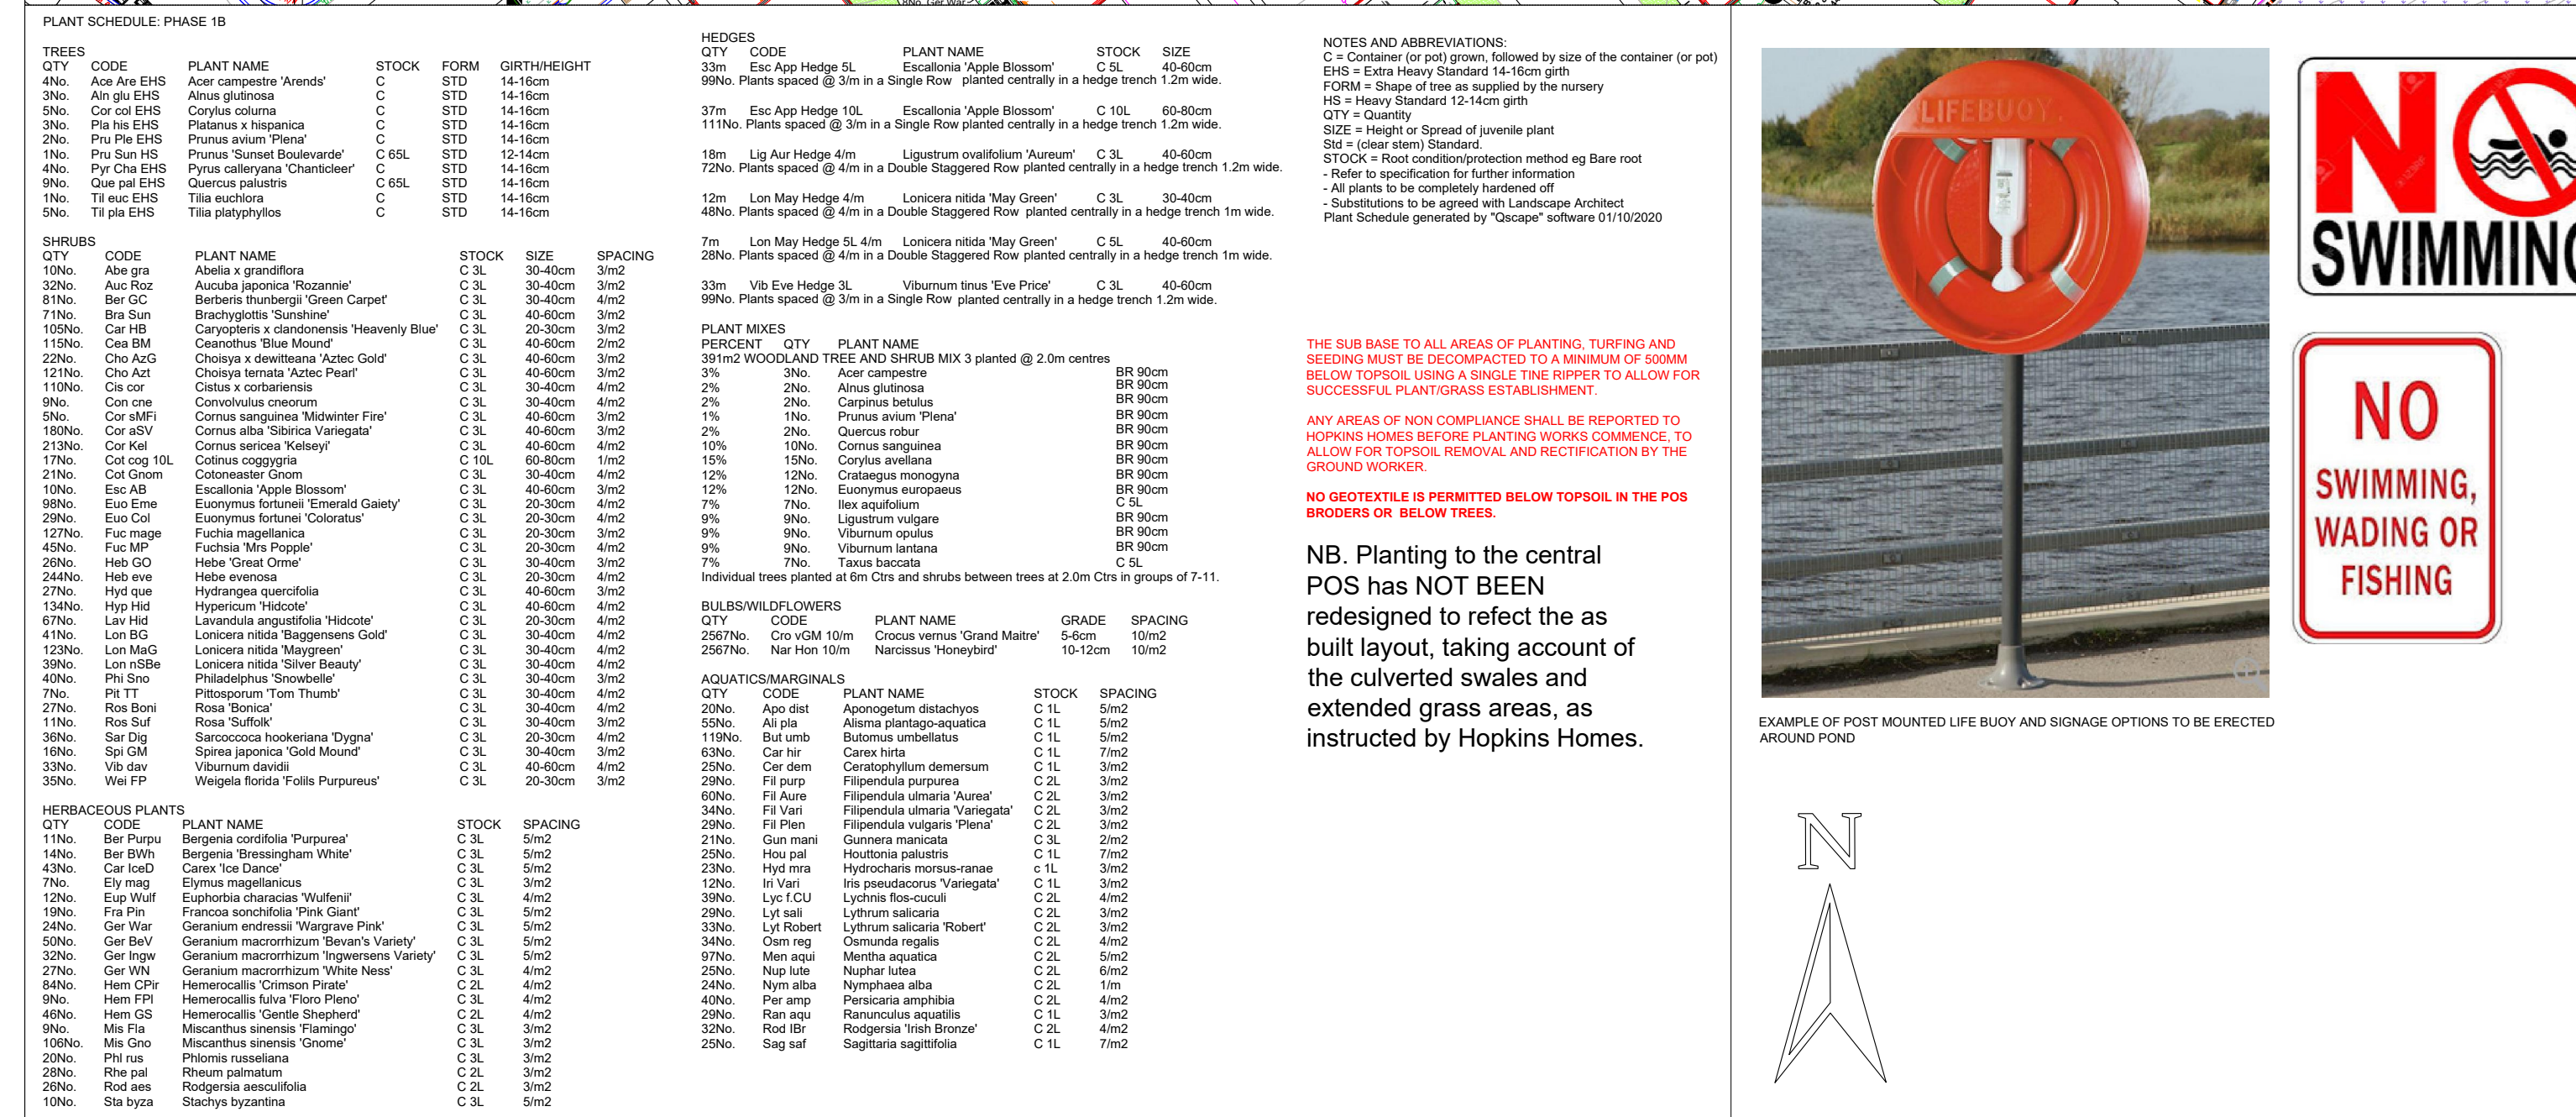 8No. Ger War
PLANT SCHEDULE: PHASE 1B
TREES
QTY CODE PLANT NAME STOCK FORM GIRTH/HEIGHT
4No. Ace Are EHS Acer campestre 'Arends' C STD 14-16cm
3No. Aln glu EHS Alnus glutinosa C STD 14-16cm
5No. Cor col EHS Corylus colurna C STD 14-16cm
3No. Pla his EHS Platanus x hispanica C STD 14-16cm
2No. Pru Ple EHS Prunus avium 'Plena' C STD 14-16cm
1No. Pru Sun HS Prunus 'Sunset Boulevarde' C 65L STD 12-14cm
4No. Pyr Cha EHS Pyrus calleryana 'Chanticleer' C STD 14-16cm
9No. Que pal EHS Quercus palustris C 65L STD 14-16cm
1No. Til euc EHS Tilia euchlora C STD 14-16cm
5No. Til pla EHS Tilia platyphyllos C STD 14-16cm
SHRUBS
QTY CODE PLANT NAME STOCK SIZE SPACING
10No. Abe gra Abelia x grandiflora C 3L 30-40cm 3/m2
32No. Auc Roz Aucuba japonica 'Rozannie' C 3L 30-40cm 3/m2
81No. Ber GC Berberis thunbergii 'Green Carpet' C 3L 30-40cm 4/m2
71No. Bra Sun Brachyglottis 'Sunshine' C 3L 40-60cm 3/m2
105No. Car HB Caryopteris x clandonensis 'Heavenly Blue' C 3L 20-30cm 3/m2
115No. Cea BM Ceanothus 'Blue Mound' C 3L 40-60cm 2/m2
22No. Cho AzG Choisya x dewitteana 'Aztec Gold' C 3L 40-60cm 3/m2
121No. Cho Azt Choisya ternata 'Aztec Pearl' C 3L 40-60cm 3/m2
110No. Cis cor Cistus x corbariensis C 3L 30-40cm 4/m2
9No. Con cne Convolvulus cneorum C 3L 30-40cm 4/m2
5No. Cor sMFi Cornus sanguinea 'Midwinter Fire' C 3L 40-60cm 3/m2
180No. Cor aSV Cornus alba 'Sibirica Variegata' C 3L 40-60cm 3/m2
213No. Cor Kel Cornus sericea 'Kelseyi' C 3L 40-60cm 4/m2
17No. Cot cog 10L Cotinus coggygria C 10L 60-80cm 1/m2
21No. Cot Gnom Cotoneaster Gnom C 3L 30-40cm 4/m2
10No. Esc AB Escallonia 'Apple Blossom' C 3L 40-60cm 3/m2
98No. Euo Eme Euonymus fortuneii 'Emerald Gaiety' C 3L 20-30cm 4/m2
29No. Euo Col Euonymus fortunei 'Coloratus' C 3L 20-30cm 4/m2
127No. Fuc mage Fuchia magellanica C 3L 20-30cm 3/m2
45No. Fuc MP Fuchsia 'Mrs Popple' C 3L 20-30cm 4/m2
26No. Heb GO Hebe 'Great Orme' C 3L 30-40cm 4/m2
244No. Heb eve Hebe evenosa C 3L 20-30cm 4/m2
27No. Hyd que Hydrangea quercifolia C 3L 40-60cm 3/m2
134No. Hyp Hid Hypericum 'Hidcote' C 3L 40-60cm 4/m2
67No. Lav Hid Lavandula angustifolia 'Hidcote' C 3L 20-30cm 4/m2
41No. Lon BG Lonicera nitida 'Baggensens Gold' C 3L 30-40cm 4/m2
123No. Lon MaG Lonicera nitida 'Maygreen' C 3L 30-40cm 4/m2
39No. Lon nSBe Lonicera nitida 'Silver Beauty' C 3L 30-40cm 4/m2
40No. Phi Sno Philadelphus 'Snowbelle' C 3L 30-40cm 3/m2
7No. Pit TT Pittosporum 'Tom Thumb' C 3L 30-40cm 4/m2
27No. Ros Boni Rosa 'Bonica' C 3L 30-40cm 4/m2
11No. Ros Suf Rosa 'Suffolk' C 3L 30-40cm 3/m2
36No. Sar Dig Sarcoccoca hookeriana 'Dygna' C 3L 20-30cm 4/m2
16No. Spi GM Spirea japonica 'Gold Mound' C 3L 30-40cm 3/m2
33No. Vib dav Viburnum davidii C 3L 40-60cm 4/m2
35No. Wei FP Weigela florida 'Folils Purpureus' C 3L 20-30cm 3/m2
HERBACEOUS PLANTS
QTY CODE PLANT NAME STOCK SPACING
11No. Ber Purpu Bergenia cordifolia 'Purpurea' C 3L 5/m2
14No. Ber BWh Bergenia 'Bressingham White' C 3L 5/m2
43No. Car IceD Carex 'Ice Dance' C 3L 5/m2
7No. Ely mag Elymus magellanicus C 3L 3/m2
12No. Eup Wulf Euphorbia characias 'Wulfenii' C 3L 4/m2
19No. Fra Pin Francoa sonchifolia 'Pink Giant' C 3L 5/m2
24No. Ger War Geranium endressii 'Wargrave Pink' C 3L 5/m2
50No. Ger BeV Geranium macrorrhizum 'Bevan's Variety' C 3L 5/m2
32No. Ger Ingw Geranium macrorrhizum 'Ingwersens Variety' C 3L 5/m2
27No. Ger WN Geranium macrorrhizum 'White Ness' C 3L 4/m2
84No. Hem CPir Hemerocallis 'Crimson Pirate' C 2L 4/m2
9No. Hem FPl Hemerocallis fulva 'Floro Pleno' C 3L 4/m2
46No. Hem GS Hemerocallis 'Gentle Shepherd' C 2L 4/m2
9No. Mis Fla Miscanthus sinensis 'Flamingo' C 3L 3/m2
106No. Mis Gno Miscanthus sinensis 'Gnome' C 3L 3/m2
20No. Phl rus Phlomis russeliana C 3L 3/m2
28No. Rhe pal Rheum palmatum C 2L 3/m2
26No. Rod aes Rodgersia aesculifolia C 2L 3/m2
10No. Sta byza Stachys byzantina C 3L 5/m2
HEDGES
QTY CODE PLANT NAME STOCK SIZE
33m Esc App Hedge 5L Escallonia 'Apple Blossom' C 5L 40-60cm
99No. Plants spaced @ 3/m in a Single Row planted centrally in a hedge trench 1.2m wide.
37m Esc App Hedge 10L Escallonia 'Apple Blossom' C 10L 60-80cm
111No. Plants spaced @ 3/m in a Single Row planted centrally in a hedge trench 1.2m wide.
18m Lig Aur Hedge 4/m Ligustrum ovalifolium 'Aureum' C 3L 40-60cm
72No. Plants spaced @ 4/m in a Double Staggered Row planted centrally in a hedge trench 1.2m wide.
12m Lon May Hedge 4/m Lonicera nitida 'May Green' C 3L 30-40cm
48No. Plants spaced @ 4/m in a Double Staggered Row planted centrally in a hedge trench 1m wide.
7m Lon May Hedge 5L 4/m Lonicera nitida 'May Green' C 5L 40-60cm
28No. Plants spaced @ 4/m in a Double Staggered Row planted centrally in a hedge trench 1m wide.
33m Vib Eve Hedge 3L Viburnum tinus 'Eve Price' C 3L 40-60cm
99No. Plants spaced @ 3/m in a Single Row planted centrally in a hedge trench 1.2m wide.
PLANT MIXES
PERCENT QTY PLANT NAME
391m2 WOODLAND TREE AND SHRUB MIX 3 planted @ 2.0m centres
3% 3No. Acer campestre BR 90cm
2% 2No. Alnus glutinosa BR 90cm
2% 2No. Carpinus betulus BR 90cm
1% 1No. Prunus avium 'Plena' BR 90cm
2% 2No. Quercus robur BR 90cm
10% 10No. Cornus sanguinea BR 90cm
15% 15No. Corylus avellana BR 90cm
12% 12No. Crataegus monogyna BR 90cm
12% 12No. Euonymus europaeus BR 90cm
7% 7No. Ilex aquifolium C 5L
9% 9No. Ligustrum vulgare BR 90cm
9% 9No. Viburnum opulus BR 90cm
9% 9No. Viburnum lantana BR 90cm
7% 7No. Taxus baccata C 5L
Individual trees planted at 6m Ctrs and shrubs between trees at 2.0m Ctrs in groups of 7-11.
BULBS/WILDFLOWERS
QTY CODE PLANT NAME GRADE SPACING
2567No. Cro vGM 10/m Crocus vernus 'Grand Maitre' 5-6cm 10/m2
2567No. Nar Hon 10/m Narcissus 'Honeybird' 10-12cm 10/m2
AQUATICS/MARGINALS
QTY CODE PLANT NAME STOCK SPACING
20No. Apo dist Aponogetum distachyos C 1L 5/m2
55No. Ali pla Alisma plantago-aquatica C 1L 5/m2
119No. But umb Butomus umbellatus C 1L 5/m2
63No. Car hir Carex hirta C 1L 7/m2
25No. Cer dem Ceratophyllum demersum C 1L 3/m2
29No. Fil purp Filipendula purpurea C 2L 3/m2
60No. Fil Aure Filipendula ulmaria 'Aurea' C 2L 3/m2
34No. Fil Vari Filipendula ulmaria 'Variegata' C 2L 3/m2
29No. Fil Plen Filipendula vulgaris 'Plena' C 2L 3/m2
21No. Gun mani Gunnera manicata C 3L 2/m2
25No. Hou pal Houttonia palustris C 1L 7/m2
23No. Hyd mra Hydrocharis morsus-ranae c 1L 3/m2
12No. Iri Vari Iris pseudacorus 'Variegata' C 1L 3/m2
39No. Lyc f.CU Lychnis flos-cuculi C 2L 4/m2
29No. Lyt sali Lythrum salicaria C 2L 3/m2
33No. Lyt Robert Lythrum salicaria 'Robert' C 2L 3/m2
34No. Osm reg Osmunda regalis C 2L 4/m2
97No. Men aqui Mentha aquatica C 2L 5/m2
25No. Nup lute Nuphar lutea C 2L 6/m2
24No. Nym alba Nymphaea alba C 2L 1/m
40No. Per amp Persicaria amphibia C 2L 4/m2
29No. Ran aqu Ranunculus aquatilis C 1L 3/m2
32No. Rod IBr Rodgersia 'Irish Bronze' C 2L 4/m2
25No. Sag saf Sagittaria sagittifolia C 1L 7/m2
NOTES AND ABBREVIATIONS:
C = Container (or pot) grown, followed by size of the container (or pot)
EHS = Extra Heavy Standard 14-16cm girth
FORM = Shape of tree as supplied by the nursery
HS = Heavy Standard 12-14cm girth
QTY = Quantity
SIZE = Height or Spread of juvenile plant
Std = (clear stem) Standard.
STOCK = Root condition/protection method eg Bare root
- Refer to specification for further information
- All plants to be completely hardened off
- Substitutions to be agreed with Landscape Architect
Plant Schedule generated by "Qscape" software 01/10/2020
THE SUB BASE TO ALL AREAS OF PLANTING, TURFING AND
SEEDING MUST BE DECOMPACTED TO A MINIMUM OF 500MM
BELOW TOPSOIL USING A SINGLE TINE RIPPER TO ALLOW FOR
SUCCESSFUL PLANT/GRASS ESTABLISHMENT.
ANY AREAS OF NON COMPLIANCE SHALL BE REPORTED TO
HOPKINS HOMES BEFORE PLANTING WORKS COMMENCE, TO
ALLOW FOR TOPSOIL REMOVAL AND RECTIFICATION BY THE
GROUND WORKER.
NO GEOTEXTILE IS PERMITTED BELOW TOPSOIL IN THE POS
BRODERS OR BELOW TREES.
NB. Planting to the central
POS has NOT BEEN
redesigned to refect the as
built layout, taking account of
the culverted swales and
extended grass areas, as
instructed by Hopkins Homes.
LIFEBUOY.
NO
SWIMMING
NO
SWIMMING,
WADING OR
FISHING
EXAMPLE OF POST MOUNTED LIFE BUOY AND SIGNAGE OPTIONS TO BE ERECTED
AROUND POND
N